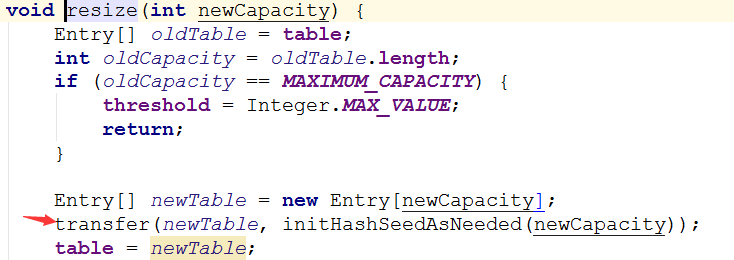 void resize(int newCapacity) {
    Entry[] oldTable = table;
    int oldCapacity = oldTable.length;
    if (oldCapacity == MAXIMUM_CAPACITY) {
        threshold = Integer.MAX_VALUE;
        return;
    }

    Entry[] newTable = new Entry[newCapacity];
    transfer(newTable, initHashSeedAsNeeded(newCapacity));
    table = newTable;